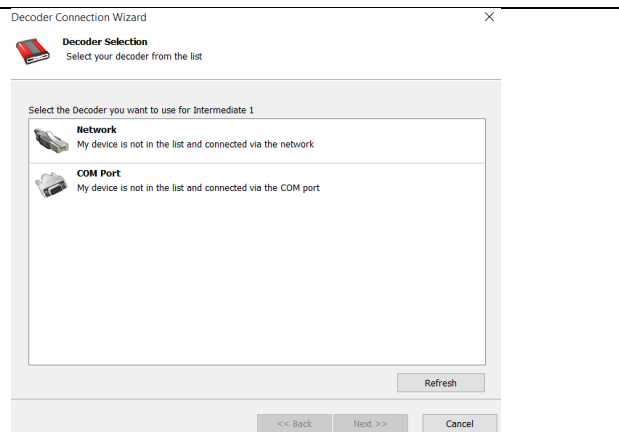 Decoder Connection Wizard
Decoder Selection
Select your decoder from the list
Select the Decoder you want to use for Intermediate 1
Network
My device is not in the list and connected via the network
COM Port
My device is not in the list and connected via the COM port
Refresh
<< Back Next >> Cancel